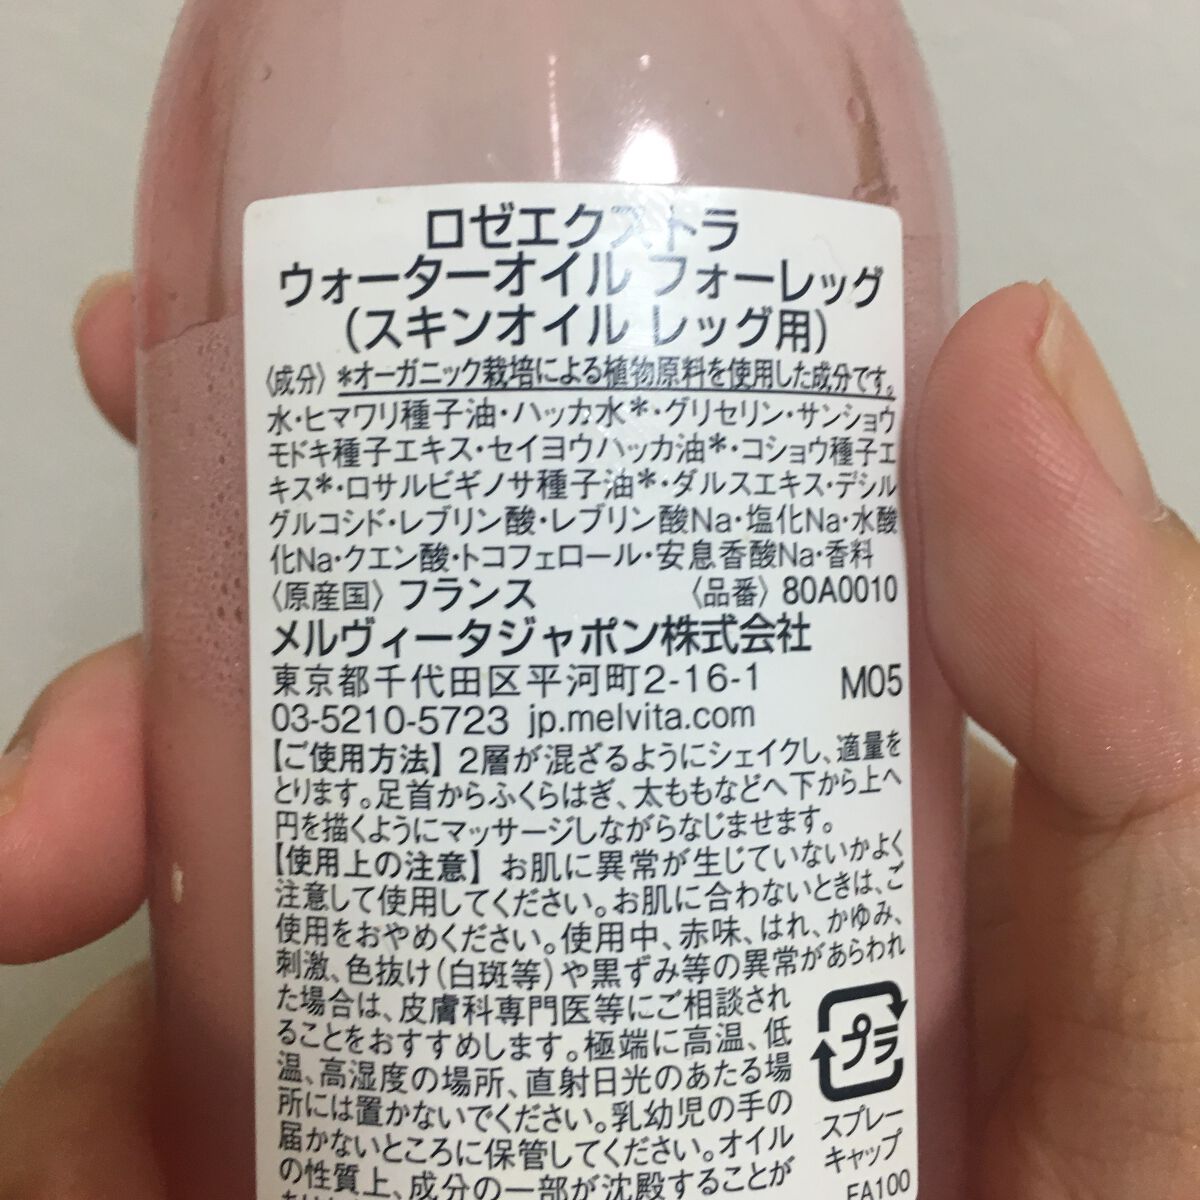 ロゼエクストラ
ウォーターオイル フォーレッグ
(スキンオイル レッグ用)
〈成分〉*オーガニック栽培による植物原料を使用した成分です。
水・ヒマワリ種子油・ハッカ水*・グリセリン・サンショウ
モドキ種子エキス・セイヨウハッカ油*・コショウ種子エ
キス*・ロサルビギノサ種子油*・ダルスエキス・デシル
グルコシド・レブリン酸・レブリン酸Na・塩化Na・水酸
化Na・クエン酸・トコフェロール・安息香酸Na・香料
〈原産国〉フランス 〈品番〉80A0010
メルヴィータジャポン株式会社
東京都千代田区平河町2-16-1 M05
03-5210-5723 jp.melvita.com
【ご使用方法】2層が混ざるようにシェイクし、適量を
とります。足首からふくらはぎ、太ももなどへ下から上へ
円を描くようにマッサージしながらなじませます。
【使用上の注意】お肌に異常が生じていないかよく
注意して使用してください。お肌に合わないときは、ご
使用をおやめください。使用中、赤味、はれ、かゆみ、
刺激、色抜け(白斑等)や黒ずみ等の異常があらわれ
た場合は、皮膚科専門医等にご相談され
ることをおすすめします。極端に高温、低
温、高湿度の場所、直射日光のあたる場
所には置かないでください。乳幼児の手の
届かないところに保管してください。オイル
の性質上、成分の一部が沈殿することが
プラ
スプレー
キャップ
FA100